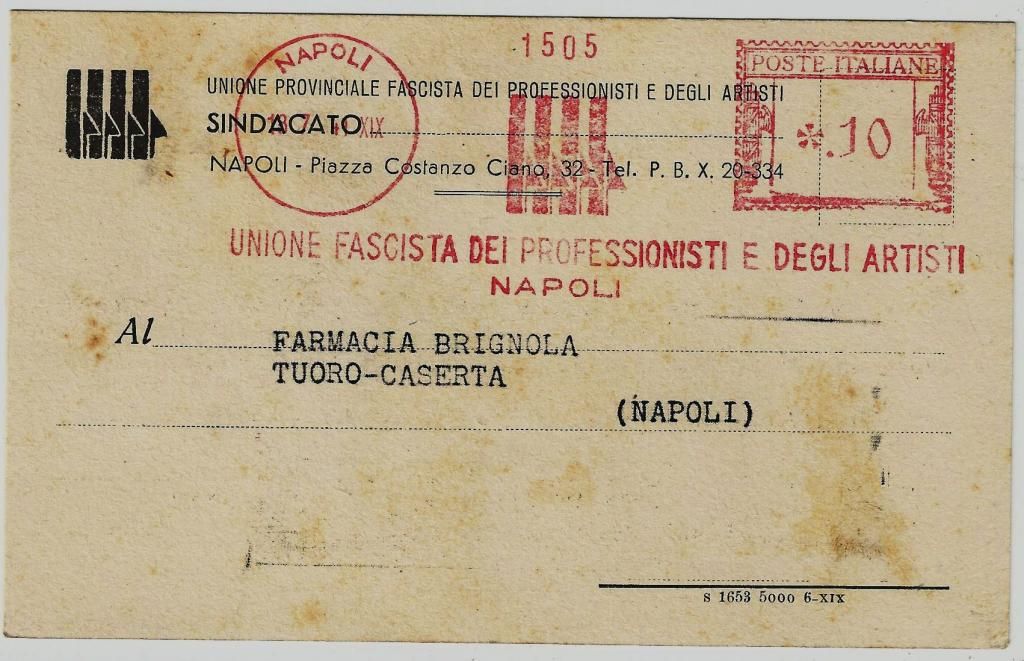 1505
NAPOLI
POSTE ITALIANE
UNIONE PROVINCIALE FASCISTA DEI PROFESSIONISTI E DEGLI ARTISTI
SINDACATO
XIX
*.10
NAPOLI - Piazza Costanzo Ciano, 32 - Tel. P. B. X. 20-334
UNIONE FASCISTA DEI PROFESSIONISTI E DEGLI ARTISTI
NAPOLI
Al FARMACIA BRIGNOLA
TUORO-CASERTA
(NAPOLI)
S 1653 5000 6-XIX